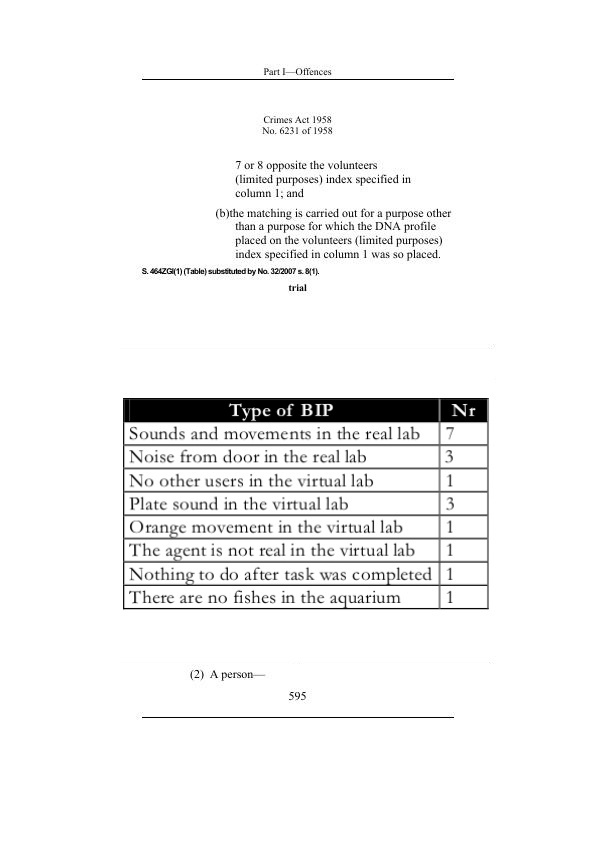 Part I—Offences
Crimes Act 1958
No. 6231 of 1958
7 or 8 opposite the volunteers
(limited purposes) index specified in
column 1; and
(b)the matching is carried out for a purpose other
than a purpose for which the DNA profile
placed on the volunteers (limited purposes)
index specified in column 1 was so placed.
S. 464ZGI(1) (Table) substituted by No. 32/2007 s. 8(1).
trial
Type of BIP Nr
Sounds and movements in the real lab 7
Noise from door in the real lab 3
No other users in the virtual lab 1
Plate sound in the virtual lab 3
Orange movement in the virtual lab 1
The agent is not real in the virtual lab 1
Nothing to do after task was completed 1
There are no fishes in the aquarium 1
(2) A person—
595